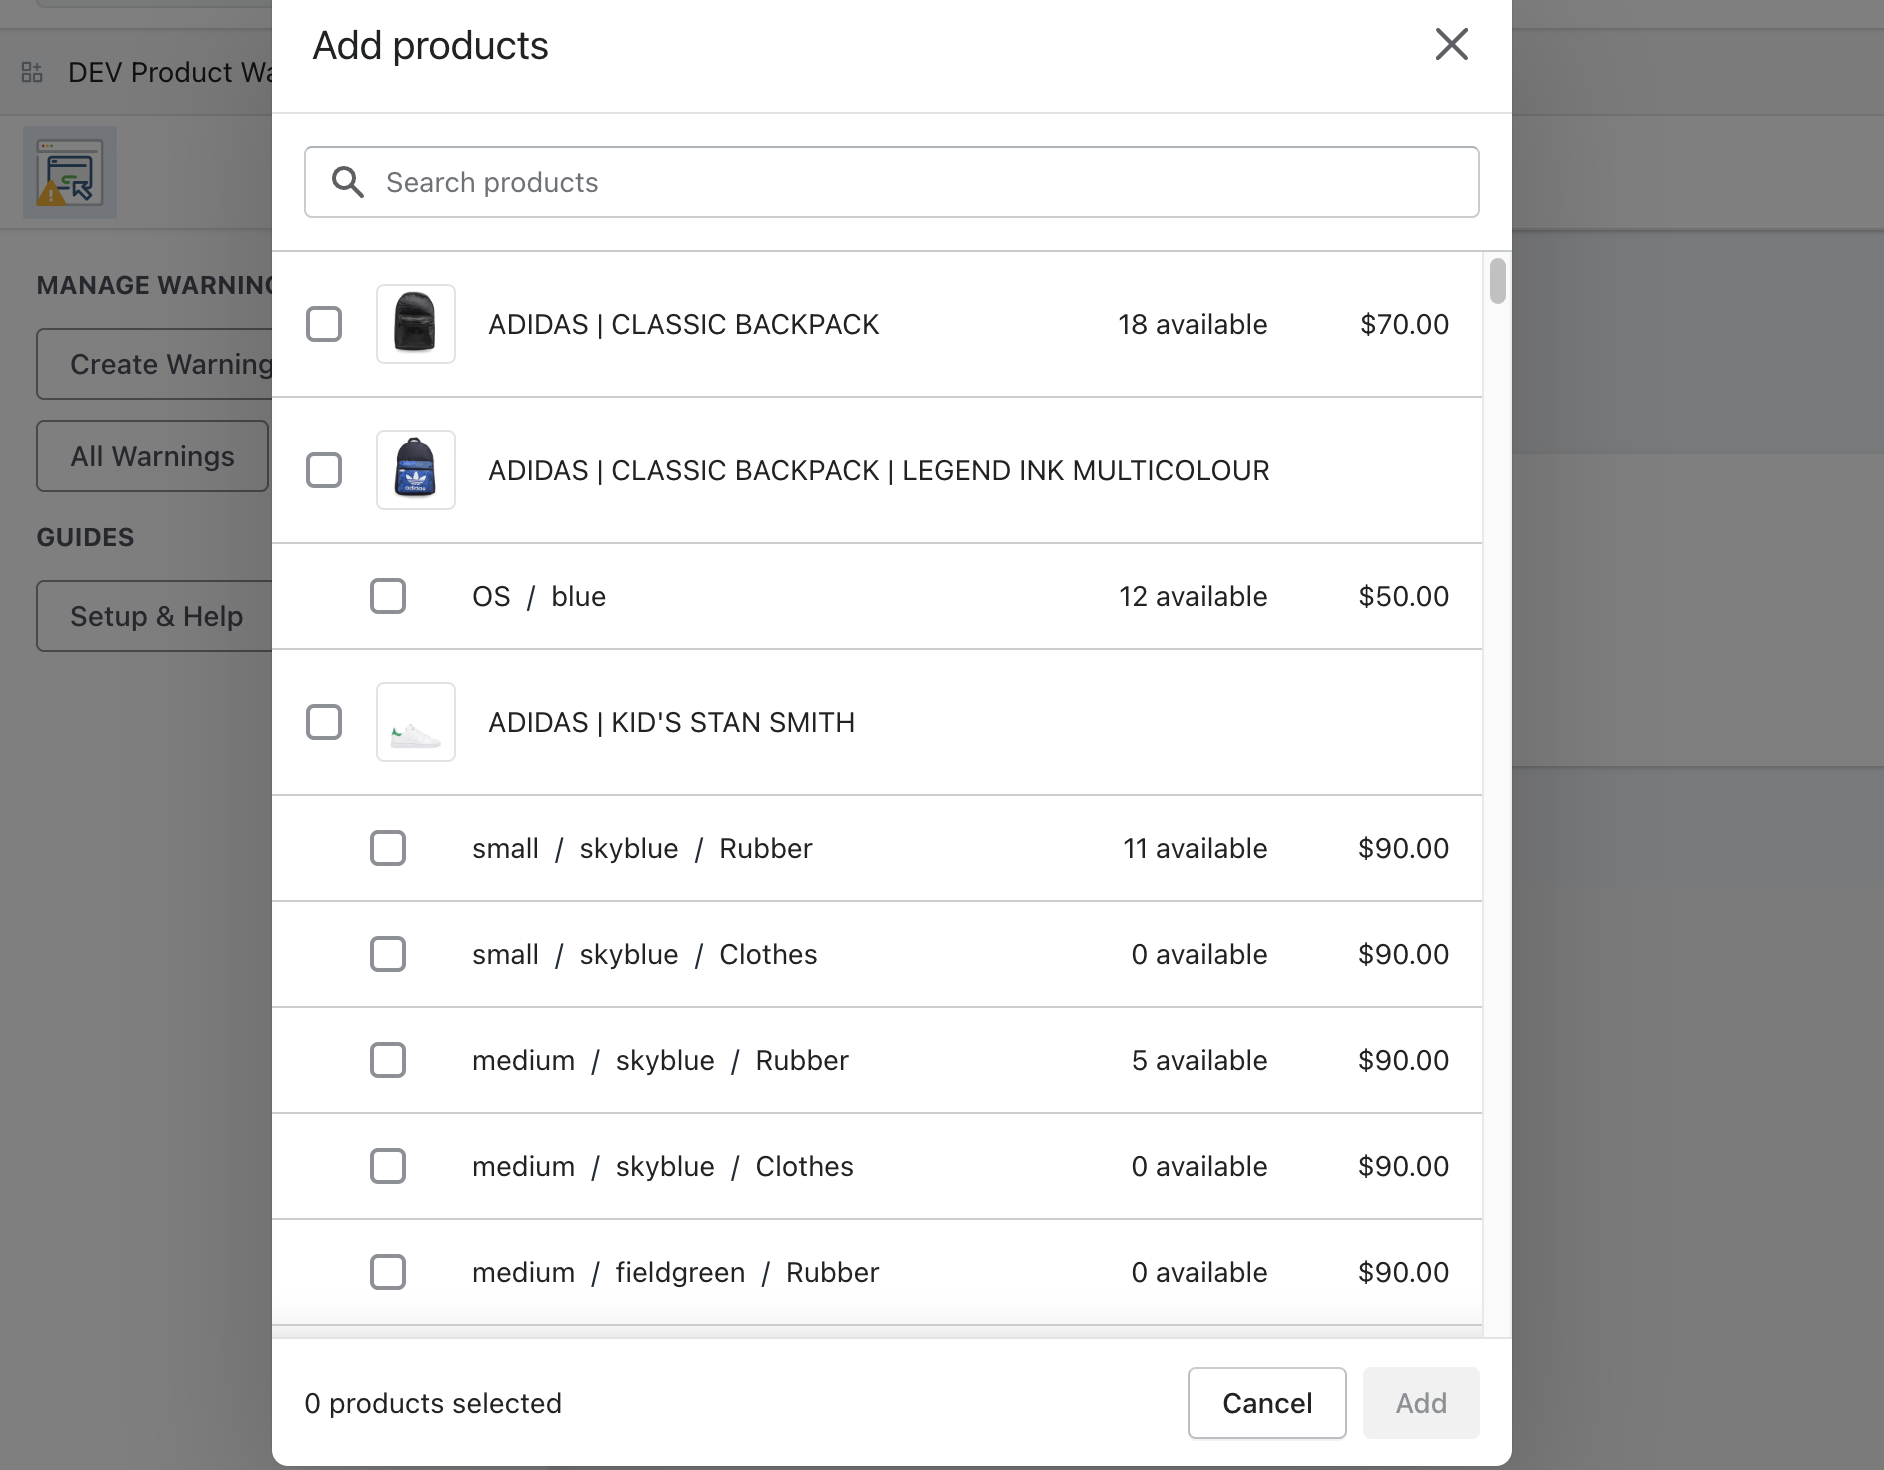 Add products
DEV Product Wa
Search products
MANAGE WARNING
Create Warning
All Warnings
GUIDES
Setup & Help
ADIDAS | CLASSIC BACKPACK 18 available $70.00
adidas
ADIDAS | CLASSIC BACKPACK | LEGEND INK MULTICOLOUR
OS / blue 12 available $50.00
ADIDAS | KID'S STAN SMITH
small / skyblue / Rubber 11 available $90.00
small / skyblue / Clothes 0 available $90.00
medium / skyblue / Rubber 5 available $90.00
medium / skyblue / Clothes 0 available $90.00
medium / fieldgreen / Rubber 0 available $90.00
0 products selected Cancel Add